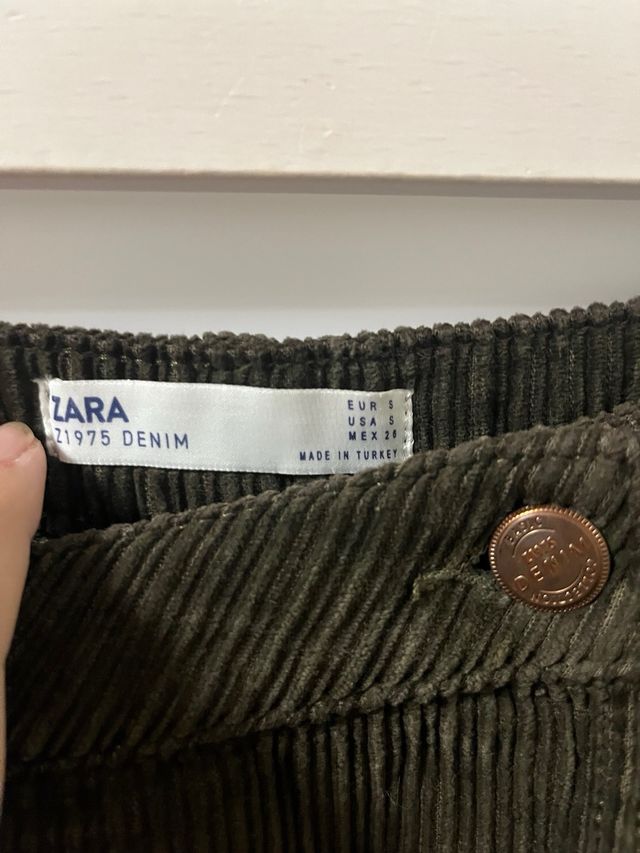 ZARA
Z1975 DENIM
EUR S
USA S
MEX 26
MADE IN TURKEY